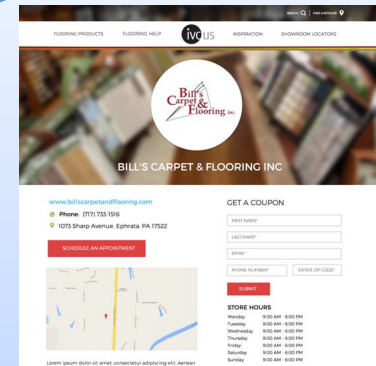 SEARCH
FIND A RETAILER
FLOORING PRODUCTS FLOORING HELP ivcus INSPIRATION SHOWROOM LOCATORS
Bill's
Carpet &
Flooring INC.
BILL'S CARPET & FLOORING INC
www.billscarpetandflooring.com
Phone: (717) 733-1516
1073 Sharp Avenue, Ephrata, PA 17522
SCHEDULE AN APPOINTMENT
Lorem ipsum dolor sit amet, consectetur adipiscing elit. Aenean
GET A COUPON
FIRST NAME*
LAST NAME*
EMAIL*
PHONE NUMBER* ENTER ZIP CODE*
SUBMIT
STORE HOURS
Monday 9:00 AM - 6:00 PM
Tuesday 9:00 AM - 6:00 PM
Wednesday 9:00 AM - 6:00 PM
Thursday 9:00 AM - 6:00 PM
Friday 9:00 AM - 6:00 PM
Saturday 9:00 AM - 6:00 PM
Sunday 9:00 AM - 6:00 PM